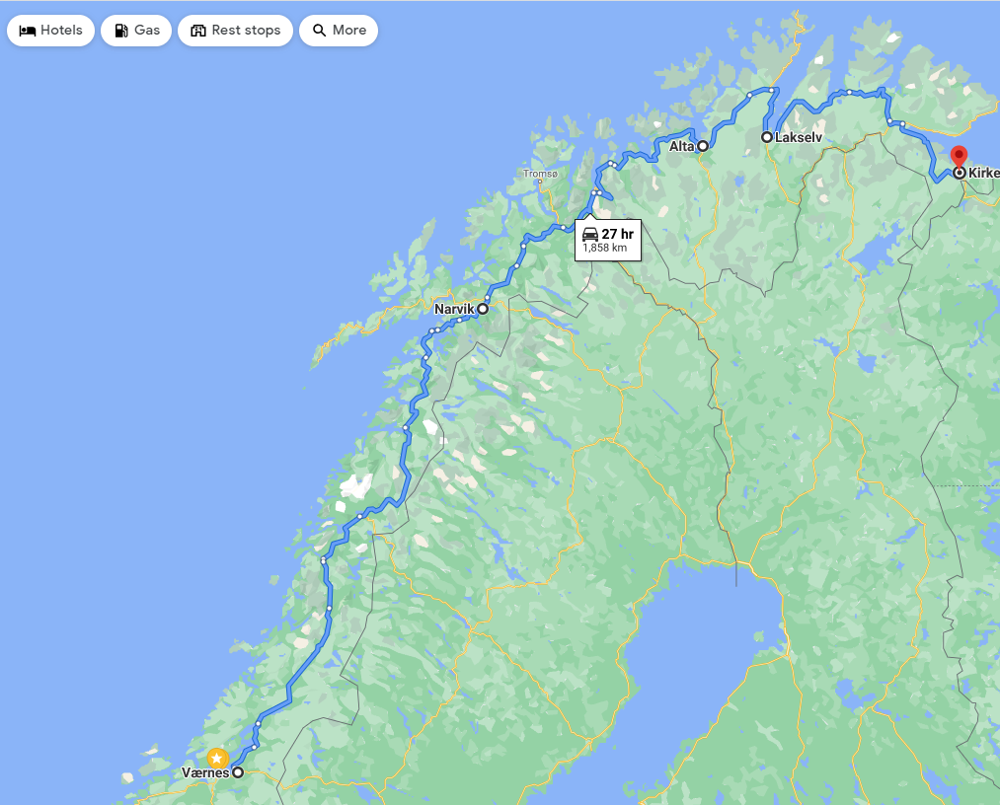 Hotels
Gas
Rest stops
More
Alta
Lakselv
Tromsø
Kirke
27 hr
1,858 km
Narvik
Værnes